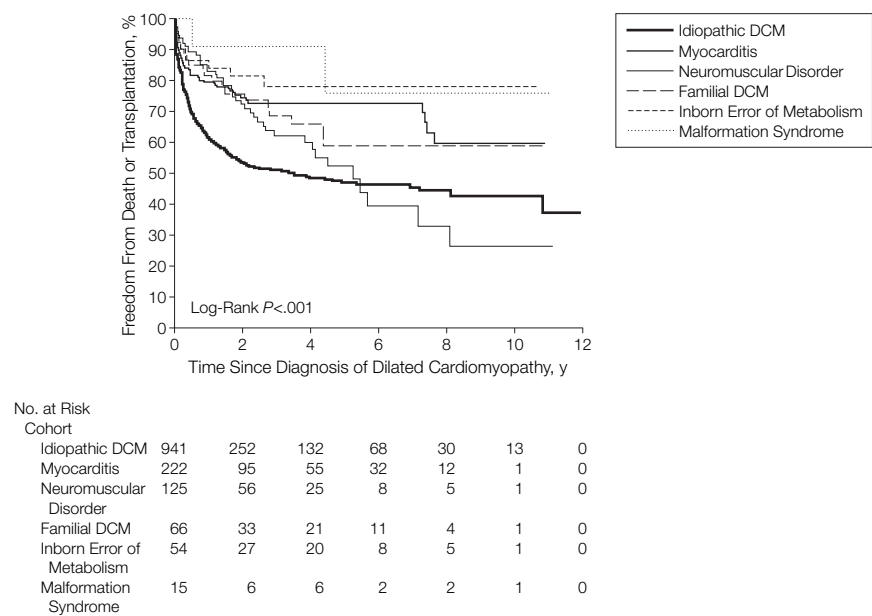 Freedom From Death or Transplantation, %
100
90
80
70
60
50
40
30
20
10
0
Log-Rank P<.001
0 2 4 6 8 10 12
Time Since Diagnosis of Dilated Cardiomyopathy, y
Idiopathic DCM
Myocarditis
Neuromuscular Disorder
Familial DCM
Inborn Error of Metabolism
Malformation Syndrome
No. at Risk
Cohort
Idiopathic DCM 941 252 132 68 30 13 0
Myocarditis 222 95 55 32 12 1 0
Neuromuscular 125 56 25 8 5 1 0
Disorder
Familial DCM 66 33 21 11 4 1 0
Inborn Error of 54 27 20 8 5 1 0
Metabolism
Malformation 15 6 6 2 2 1 0
Syndrome